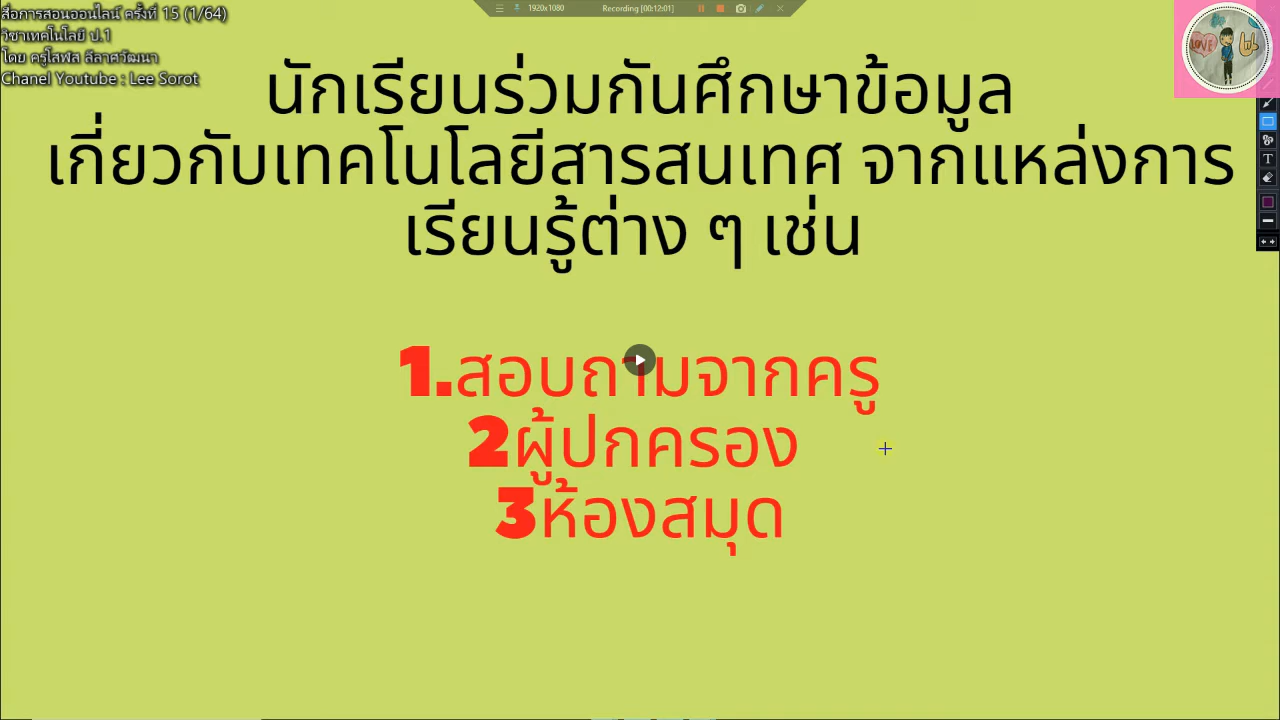 สื่อการสอนออนไลน์ ครั้งที่ 15 (1/64)
วิชาเทคโนโลยี ป.1
โดย ครูโสฬส ลีลาศวัฒนา
Chanel Youtube : Lee Sorot
1920x1080
Recording [00:12:01]
LOVE
นักเรียนร่วมกันศึกษาข้อมูล
เกี่ยวกับเทคโนโลยีสารสนเทศ จากแหล่งการ
เรียนรู้ต่าง ๆ เช่น
1.สอบถามจากครู
2ผู้ปกครอง
3ห้องสมุด